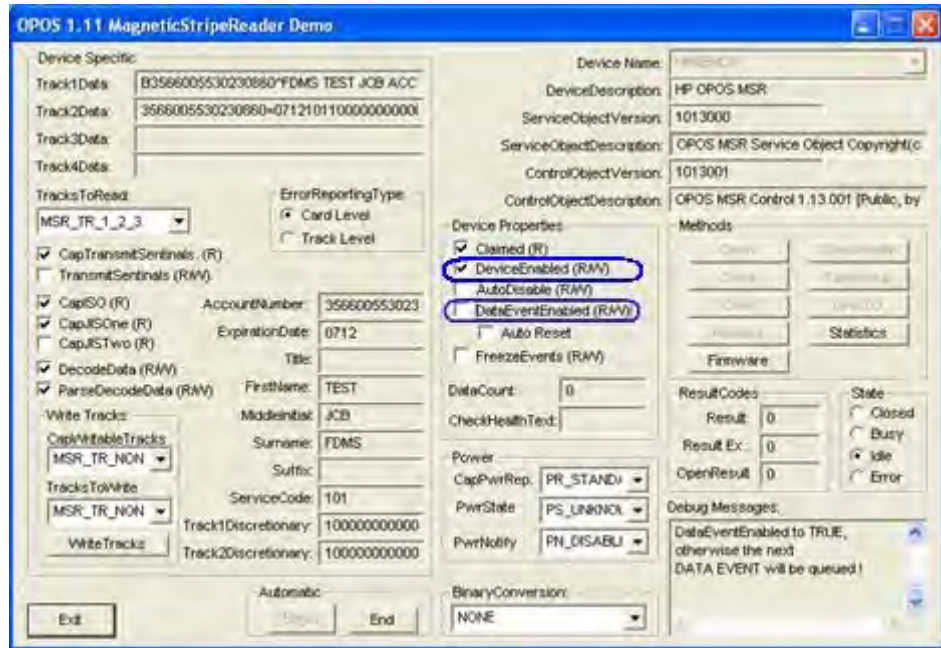 OPOS 1.11 MagneticStripeReader Demo
Device Specific
Track1Data: B3566005530230860^FDMS TEST JCB ACC
Track2Data: 3566005530230860=0712101100000000000
Track3Data:
Track4Data:
TracksToRead:
MSR_TR_1_2_3
ErrorReportingType:
Card Level
Track Level
CapTransmitSentinals (R)
TransmitSentinals (R/W)
CapISO (R)
CapJISOne (R)
CapJISTwo (R)
DecodeData (R/W)
ParseDecodeData (R/W)
Write Tracks
CapWritableTracks
MSR_TR_NON
TracksToWrite
MSR_TR_NON
WriteTracks
AccountNumber: 356600553023
ExpirationDate: 0712
Title:
FirstName: TEST
MiddleInitial: JCB
Surname: FDMS
Suffix:
ServiceCode: 101
Track1Discretionary: 100000000000
Track2Discretionary: 100000000000
Automatic
End
Exit
Device Name:
DeviceDescription: HP OPOS MSR
ServiceObjectVersion: 1013000
ServiceObjectDescription: OPOS MSR Service Object Copyright(c
ControlObjectVersion: 1013001
ControlObjectDescription: OPOS MSR Control 1.13.001 [Public, by
Device Properties
Claimed (R)
DeviceEnabled (R/W)
AutoDisable (R/W)
DataEventEnabled (R/W)
Auto Reset
FreezeEvents (R/W)
DataCount: 0
CheckHealthText:
Power
CapPwrRep. PR_STAND
PwrState PS_UNKNO
PwrNotify PN_DISABL
BinaryConversion:
NONE
Methods
Statistics
Firmware
ResultCodes
Result: 0
Result Ex.: 0
OpenResult: 0
State
Closed
Busy
Idle
Error
Debug Messages:
DataEventEnabled to TRUE,
otherwise the next
DATA EVENT will be queued !